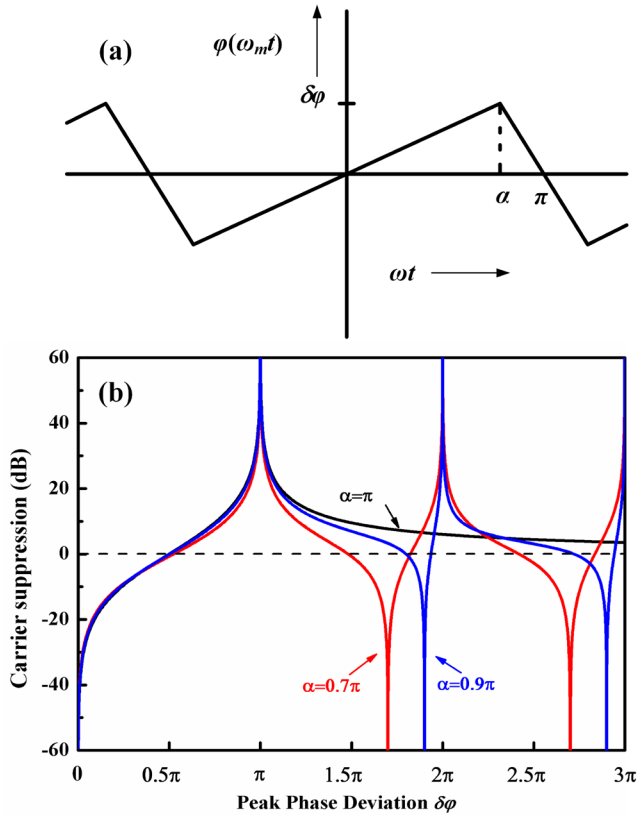 (a)
φ(ωₘt)
δφ
α
π
ωt
(b)
60
40
20
0
-20
-40
-60
Carrier suppression (dB)
α=π
α=0.7π
α=0.9π
0
0.5π
π
1.5π
2π
2.5π
3π
Peak Phase Deviation δφ